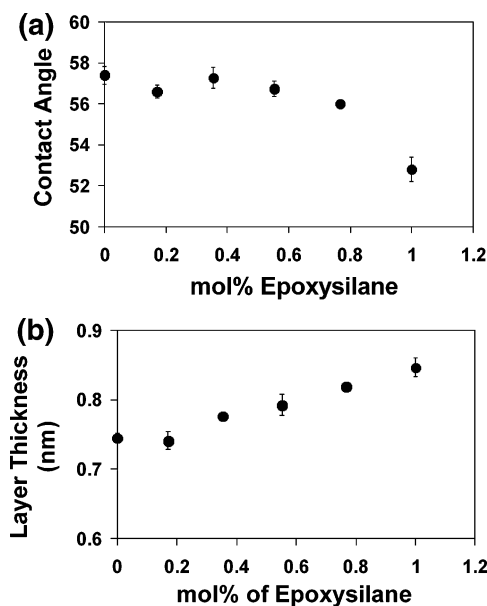 (a)
60
58
56
54
52
50
Contact Angle
0 0.2 0.4 0.6 0.8 1 1.2
mol% Epoxysilane
(b)
0.9
0.8
0.7
0.6
Layer Thickness
(nm)
0 0.2 0.4 0.6 0.8 1 1.2
mol% of Epoxysilane